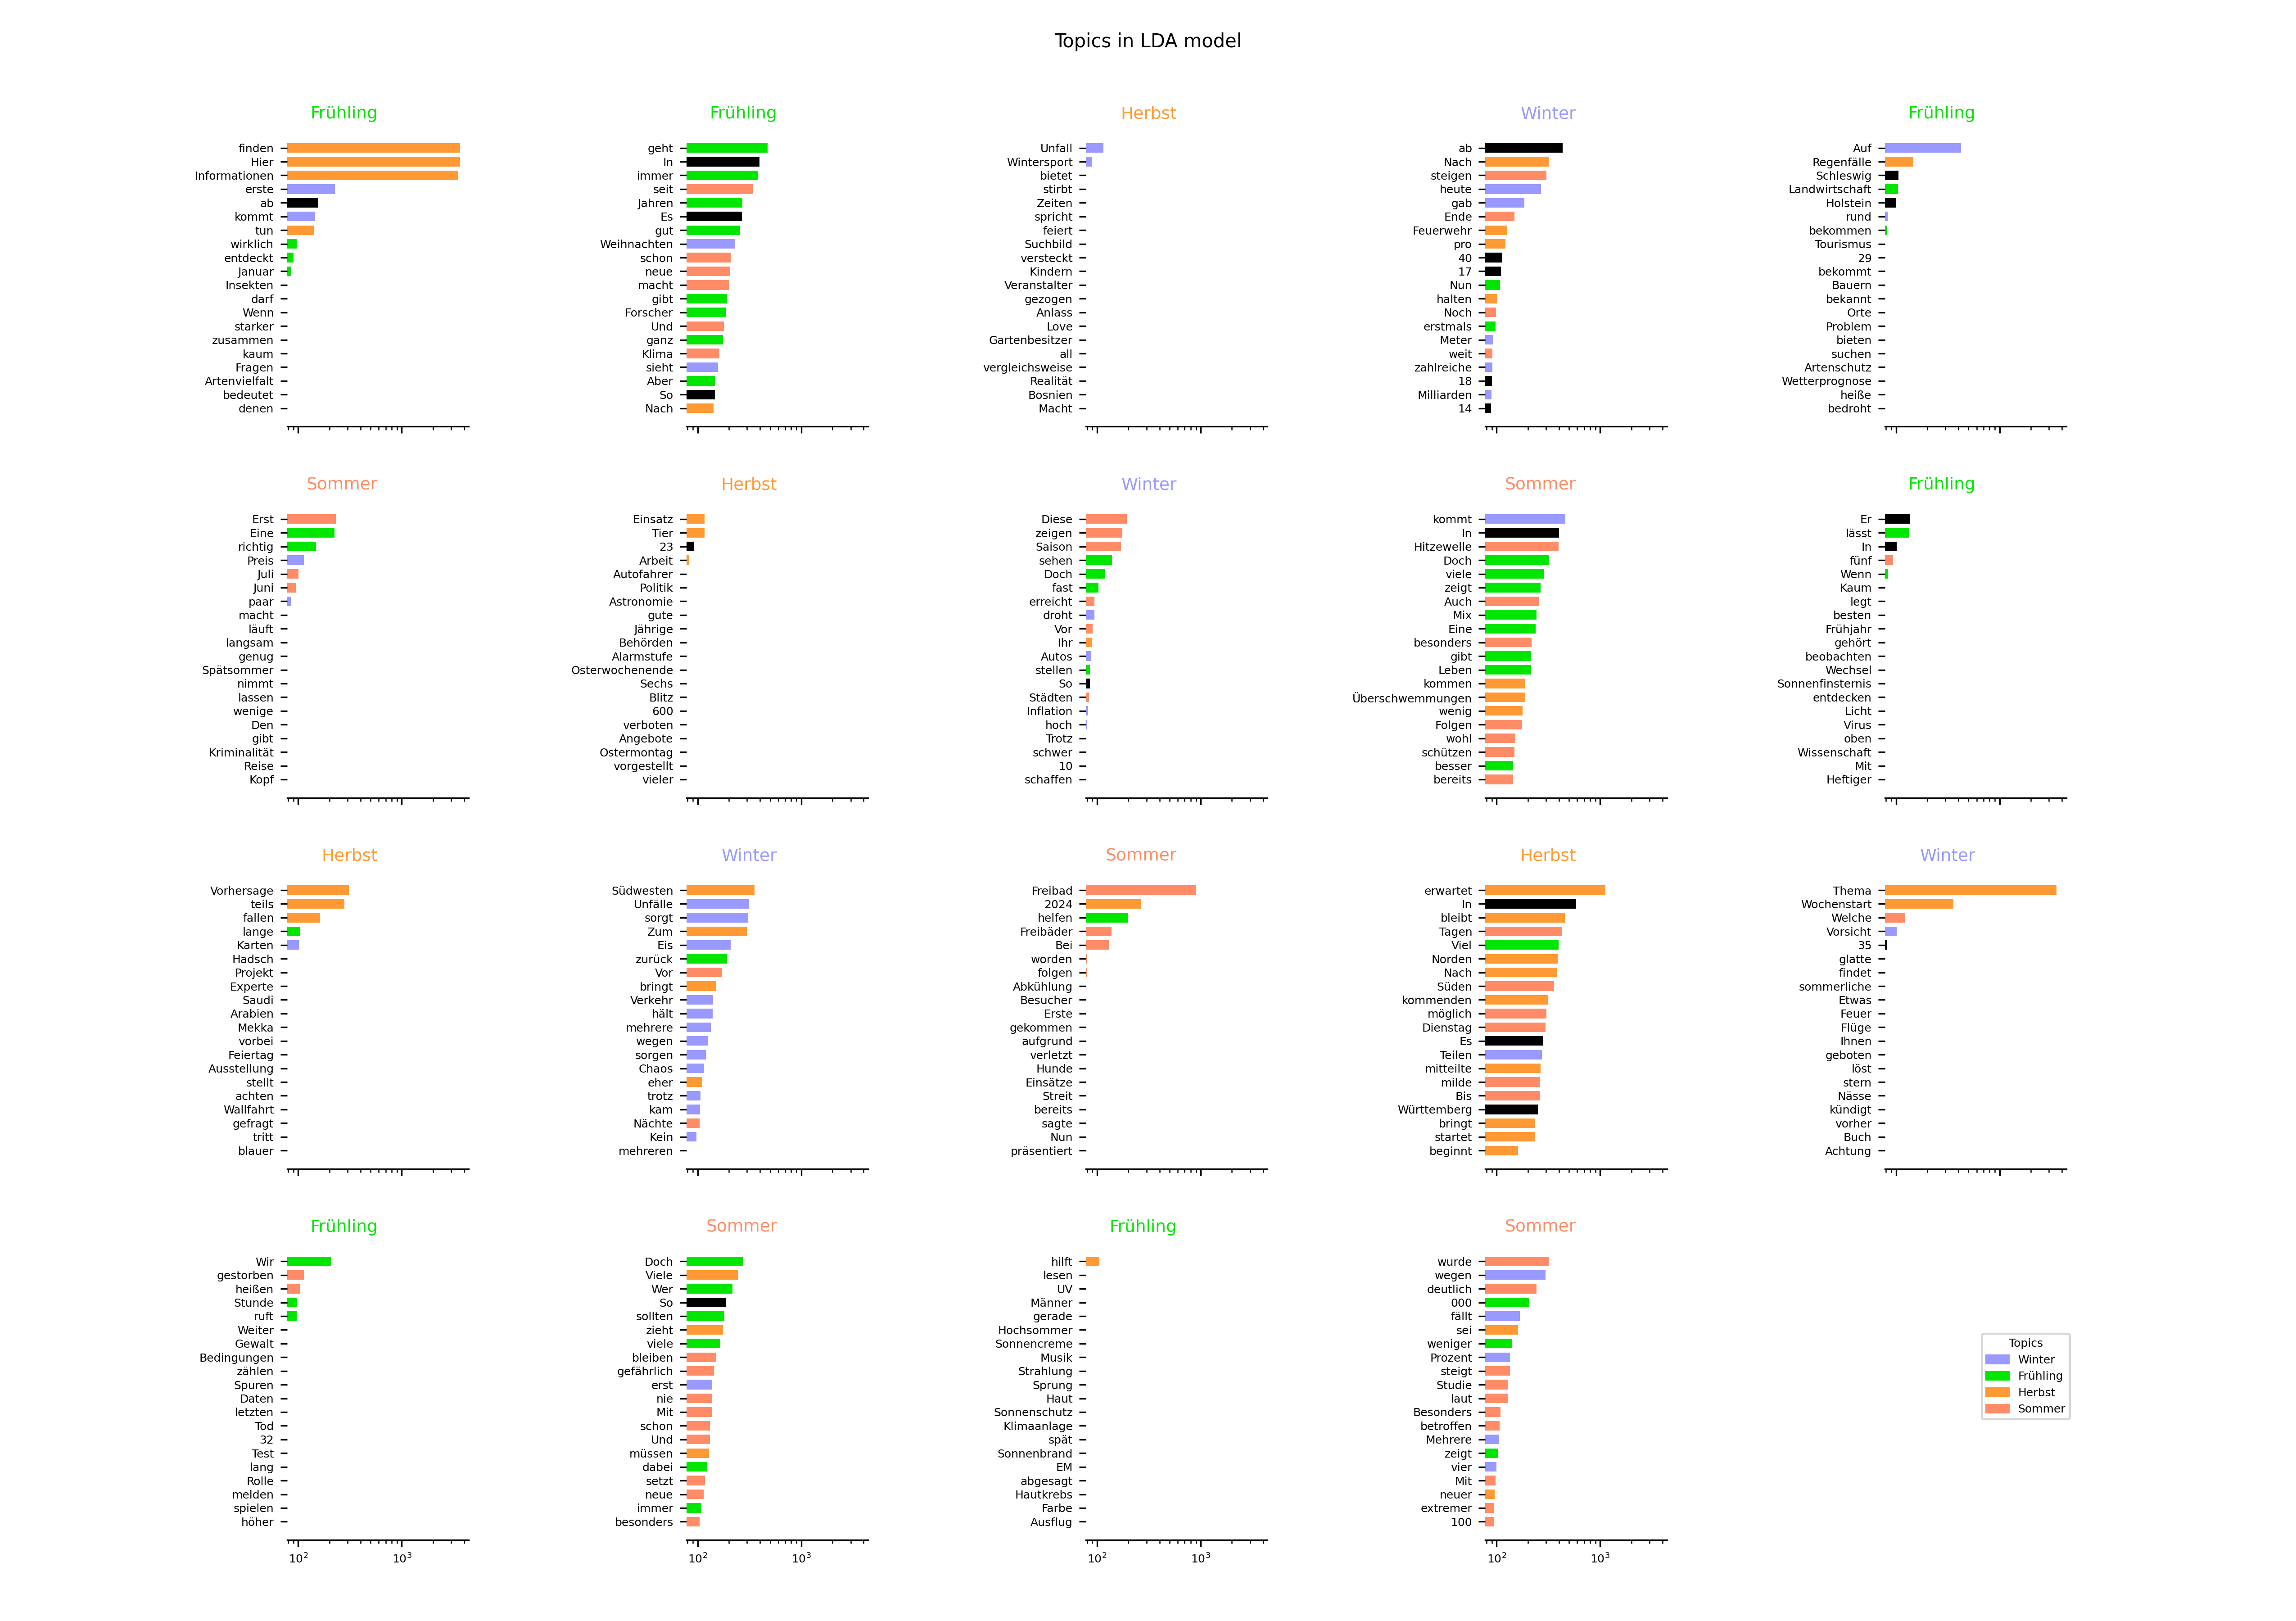 Topics in LDA model
Frühling
finden
Hier
Informationen
erste
ab
kommt
tun
wirklich
entdeckt
Januar
Insekten
darf
Wenn
starker
zusammen
kaum
Fragen
Artenvielfalt
bedeutet
denen
Frühling
geht
In
immer
seit
Jahren
Es
gut
Weihnachten
schon
neue
macht
gibt
Forscher
Und
ganz
Klima
sieht
Aber
So
Nach
Herbst
Unfall
Wintersport
bietet
stirbt
Zeiten
spricht
feiert
Suchbild
versteckt
Kindern
Veranstalter
gezogen
Anlass
Love
Gartenbesitzer
all
vergleichsweise
Realität
Bosnien
Macht
Winter
ab
Nach
steigen
heute
gab
Ende
Feuerwehr
pro
40
17
Nun
halten
Noch
erstmals
Meter
weit
zahlreiche
18
Milliarden
14
Frühling
Auf
Regenfälle
Schleswig
Landwirtschaft
Holstein
rund
bekommen
Tourismus
29
bekommt
Bauern
bekannt
Orte
Problem
bieten
suchen
Artenschutz
Wetterprognose
heiße
bedroht
Sommer
Erst
Eine
richtig
Preis
Juli
Juni
paar
macht
läuft
langsam
genug
Spätsommer
nimmt
lassen
wenige
Den
gibt
Kriminalität
Reise
Kopf
Herbst
Einsatz
Tier
23
Arbeit
Autofahrer
Politik
Astronomie
gute
Jährige
Behörden
Alarmstufe
Osterwochenende
Sechs
Blitz
600
verboten
Angebote
Ostermontag
vorgestellt
vieler
Winter
Diese
zeigen
Saison
sehen
Doch
fast
erreicht
droht
Vor
Ihr
Autos
stellen
So
Städten
Inflation
hoch
Trotz
schwer
10
schaffen
Sommer
kommt
In
Hitzewelle
Doch
viele
zeigt
Auch
Mix
Eine
besonders
gibt
Leben
kommen
Überschwemmungen
wenig
Folgen
wohl
schützen
besser
bereits
Frühling
Er
lässt
In
fünf
Wenn
Kaum
legt
besten
Frühjahr
gehört
beobachten
Wechsel
Sonnenfinsternis
entdecken
Licht
Virus
oben
Wissenschaft
Mit
Heftiger
Herbst
Vorhersage
teils
fallen
lange
Karten
Hadsch
Projekt
Experte
Saudi
Arabien
Mekka
vorbei
Feiertag
Ausstellung
stellt
achten
Wallfahrt
gefragt
tritt
blauer
Winter
Südwesten
Unfälle
sorgt
Zum
Eis
zurück
Vor
bringt
Verkehr
hält
mehrere
wegen
sorgen
Chaos
eher
trotz
kam
Nächte
Kein
mehreren
Sommer
Freibad
2024
helfen
Freibäder
Bei
worden
folgen
Abkühlung
Besucher
Erste
gekommen
aufgrund
verletzt
Hunde
Einsätze
Streit
bereits
sagte
Nun
präsentiert
Herbst
erwartet
In
bleibt
Tagen
Viel
Norden
Nach
Süden
kommenden
möglich
Dienstag
Es
Teilen
mitteilte
milde
Bis
Württemberg
bringt
startet
beginnt
Winter
Thema
Wochenstart
Welche
Vorsicht
35
glatte
findet
sommerliche
Etwas
Feuer
Flüge
Ihnen
geboten
löst
stern
Nässe
kündigt
vorher
Buch
Achtung
Frühling
Wir
gestorben
heißen
Stunde
ruft
Weiter
Gewalt
Bedingungen
zählen
Spuren
Daten
letzten
Tod
32
Test
lang
Rolle
melden
spielen
höher
10² 10³
Sommer
Doch
Viele
Wer
So
sollten
zieht
viele
bleiben
gefährlich
erst
nie
Mit
schon
Und
müssen
dabei
setzt
neue
immer
besonders
10² 10³
Frühling
hilft
lesen
UV
Männer
gerade
Hochsommer
Sonnencreme
Musik
Strahlung
Sprung
Haut
Sonnenschutz
Klimaanlage
spät
Sonnenbrand
EM
abgesagt
Hautkrebs
Farbe
Ausflug
10² 10³
Sommer
wurde
wegen
deutlich
000
fällt
sei
weniger
Prozent
steigt
Studie
laut
Besonders
betroffen
Mehrere
zeigt
vier
Mit
neuer
extremer
100
10² 10³
Topics
Winter
Frühling
Herbst
Sommer